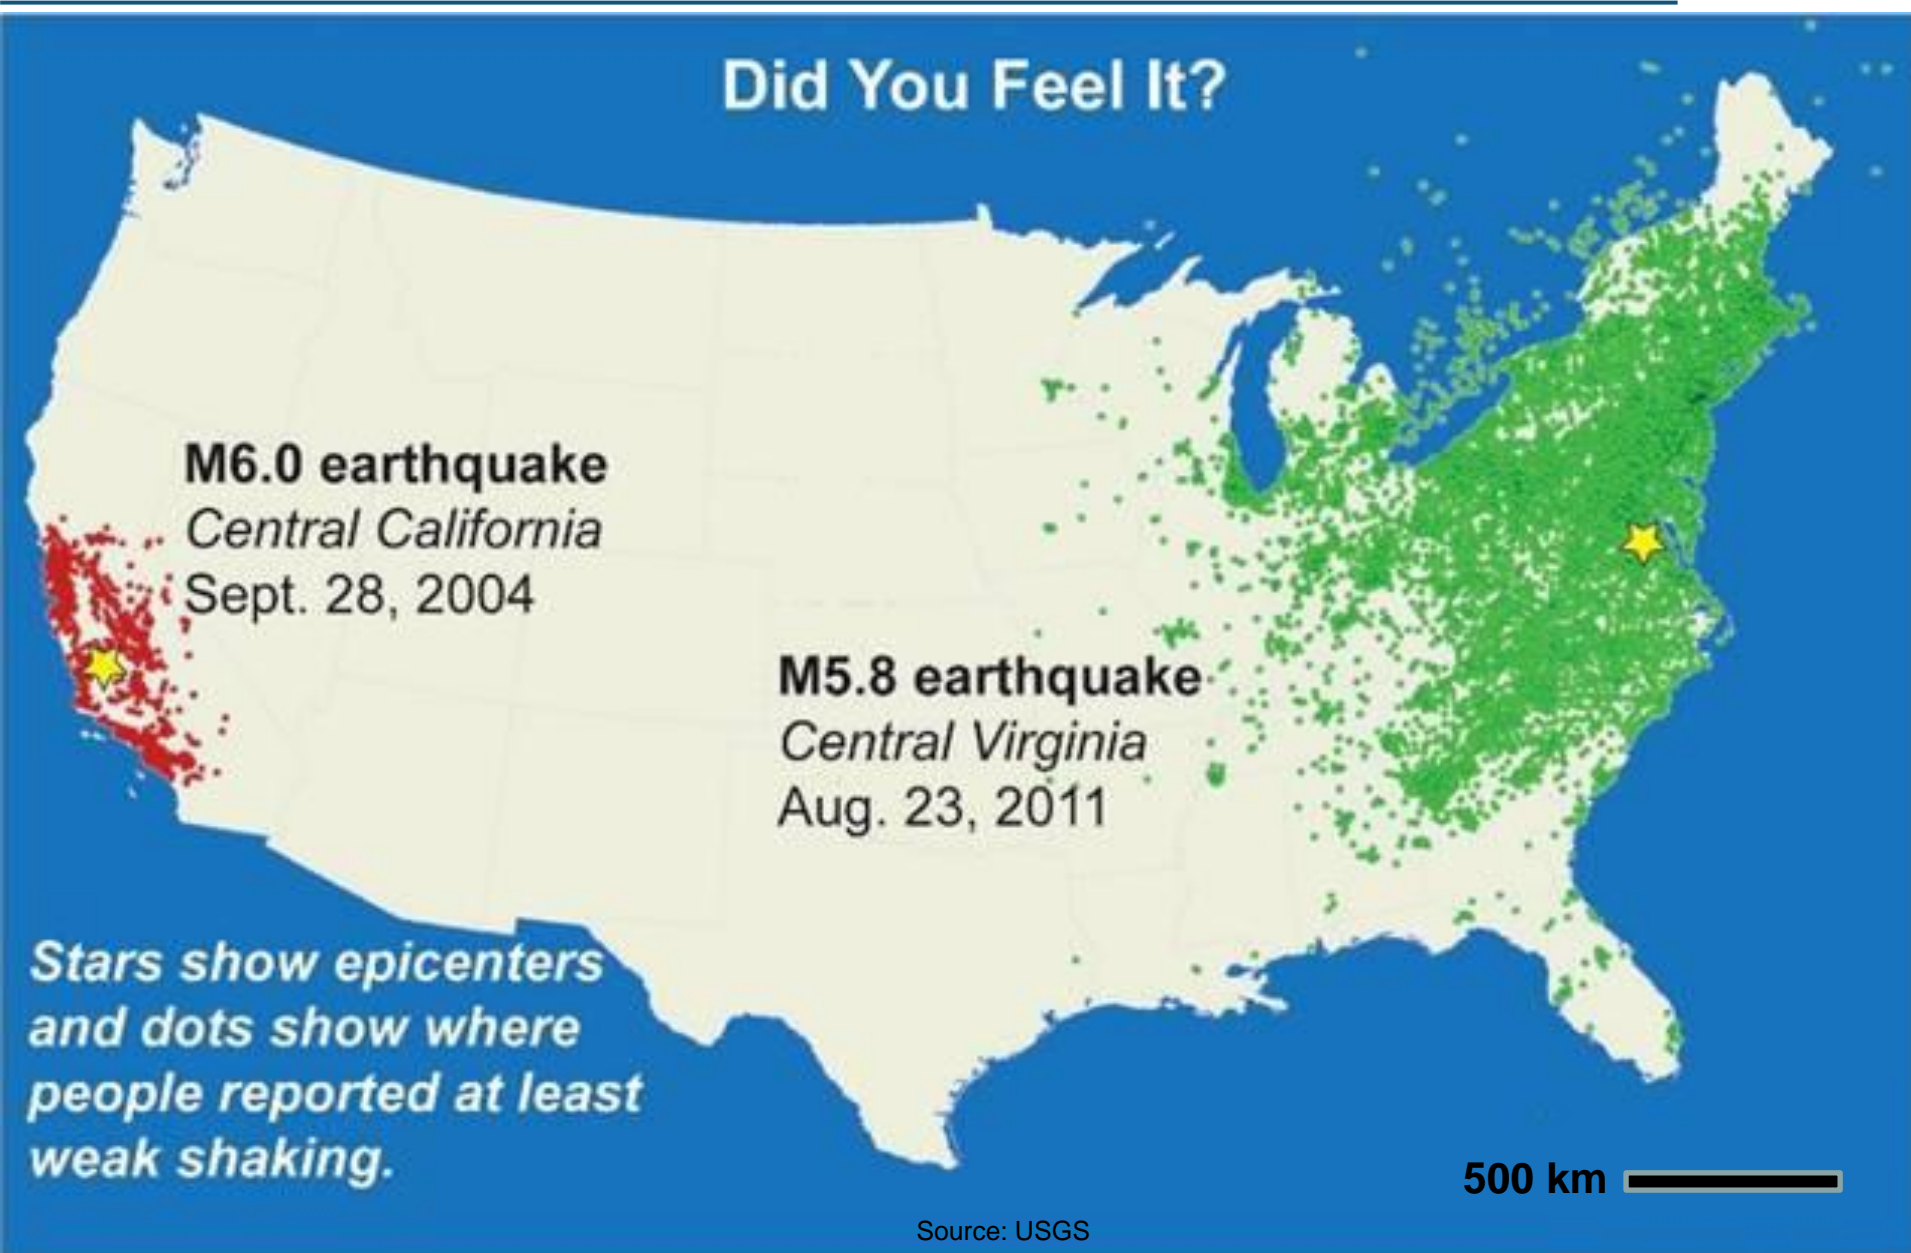 Did You Feel It?
M6.0 earthquake
Central California
Sept. 28, 2004
M5.8 earthquake
Central Virginia
Aug. 23, 2011
Stars show epicenters
and dots show where
people reported at least
weak shaking.
500 km
Source: USGS